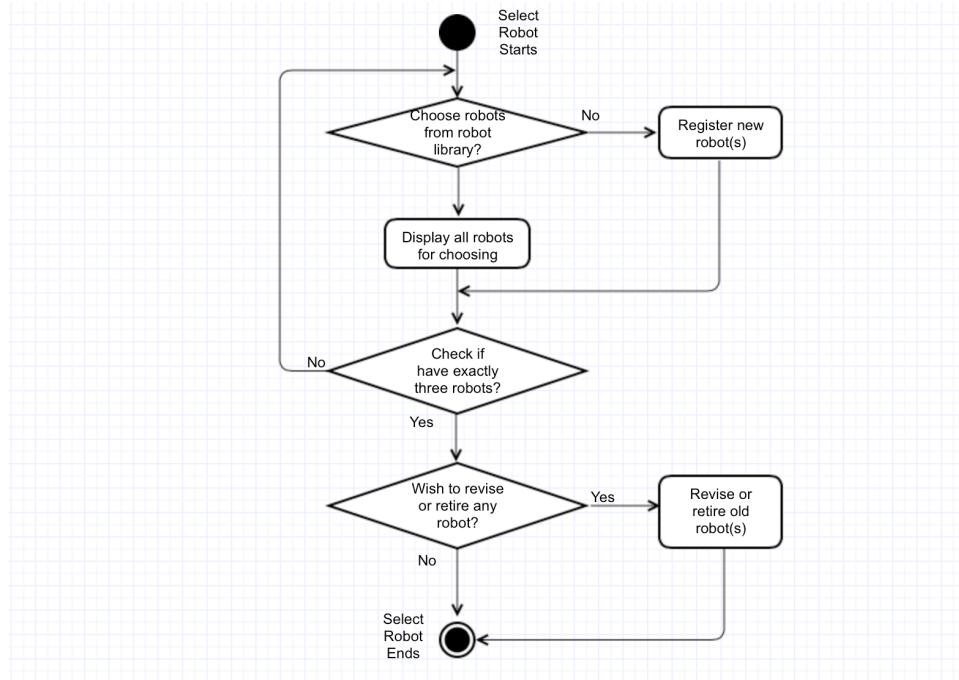 Select
Robot
Starts
Choose robots
from robot
library?
No
Register new
robot(s)
Display all robots
for choosing
No
Check if
have exactly
three robots?
Yes
Wish to revise
or retire any
robot?
Yes
Revise or
retire old
robot(s)
No
Select
Robot
Ends